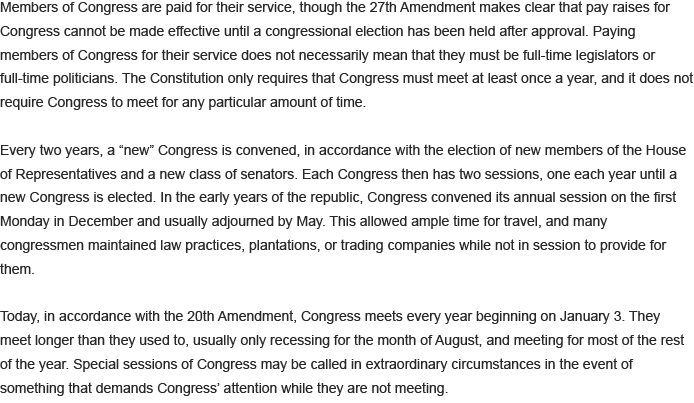 Members of Congress are paid for their service, though the 27th Amendment makes clear that pay raises for
Congress cannot be made effective until a congressional election has been held after approval. Paying
members of Congress for their service does not necessarily mean that they must be full-time legislators or
full-time politicians. The Constitution only requires that Congress must meet at least once a year, and it does not
require Congress to meet for any particular amount of time.

Every two years, a “new” Congress is convened, in accordance with the election of new members of the House
of Representatives and a new class of senators. Each Congress then has two sessions, one each year until a
new Congress is elected. In the early years of the republic, Congress convened its annual session on the first
Monday in December and usually adjourned by May. This allowed ample time for travel, and many
congressmen maintained law practices, plantations, or trading companies while not in session to provide for
them.

Today, in accordance with the 20th Amendment, Congress meets every year beginning on January 3. They
meet longer than they used to, usually only recessing for the month of August, and meeting for most of the rest
of the year. Special sessions of Congress may be called in extraordinary circumstances in the event of
something that demands Congress’ attention while they are not meeting.